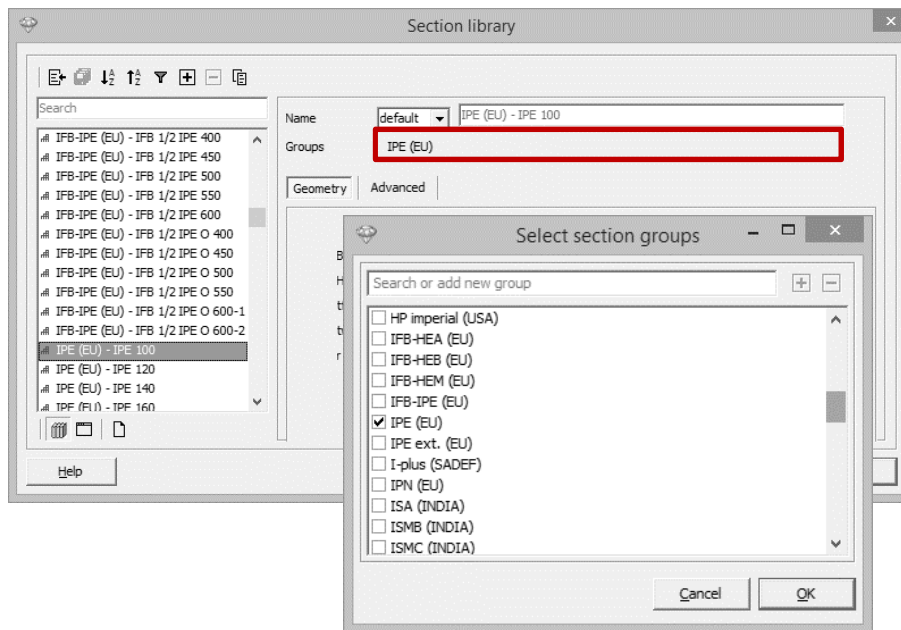 Section library
Search
Name
default
IPE (EU) - IPE 100
Groups
IPE (EU)
Geometry
Advanced
IFB-IPE (EU) - IFB 1/2 IPE 400
IFB-IPE (EU) - IFB 1/2 IPE 450
IFB-IPE (EU) - IFB 1/2 IPE 500
IFB-IPE (EU) - IFB 1/2 IPE 550
IFB-IPE (EU) - IFB 1/2 IPE 600
IFB-IPE (EU) - IFB 1/2 IPE O 400
IFB-IPE (EU) - IFB 1/2 IPE O 450
IFB-IPE (EU) - IFB 1/2 IPE O 500
IFB-IPE (EU) - IFB 1/2 IPE O 550
IFB-IPE (EU) - IFB 1/2 IPE O 600-1
IFB-IPE (EU) - IFB 1/2 IPE O 600-2
IPE (EU) - IPE 100
IPE (EU) - IPE 120
IPE (EU) - IPE 140
IPE (EU) - IPE 160
Help
B
H
r
Select section groups
Search or add new group
HP imperial (USA)
IFB-HEA (EU)
IFB-HEB (EU)
IFB-HEM (EU)
IFB-IPE (EU)
IPE (EU)
IPE ext. (EU)
I-plus (SADEF)
IPN (EU)
ISA (INDIA)
ISMB (INDIA)
ISMC (INDIA)
Cancel
OK